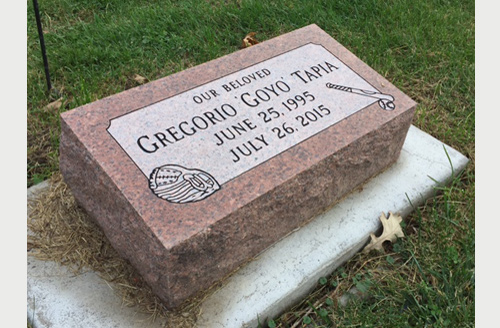 OUR BELOVED
GREGORIO 'GOYO' TAPIA
JUNE 25, 1995
JULY 26, 2015